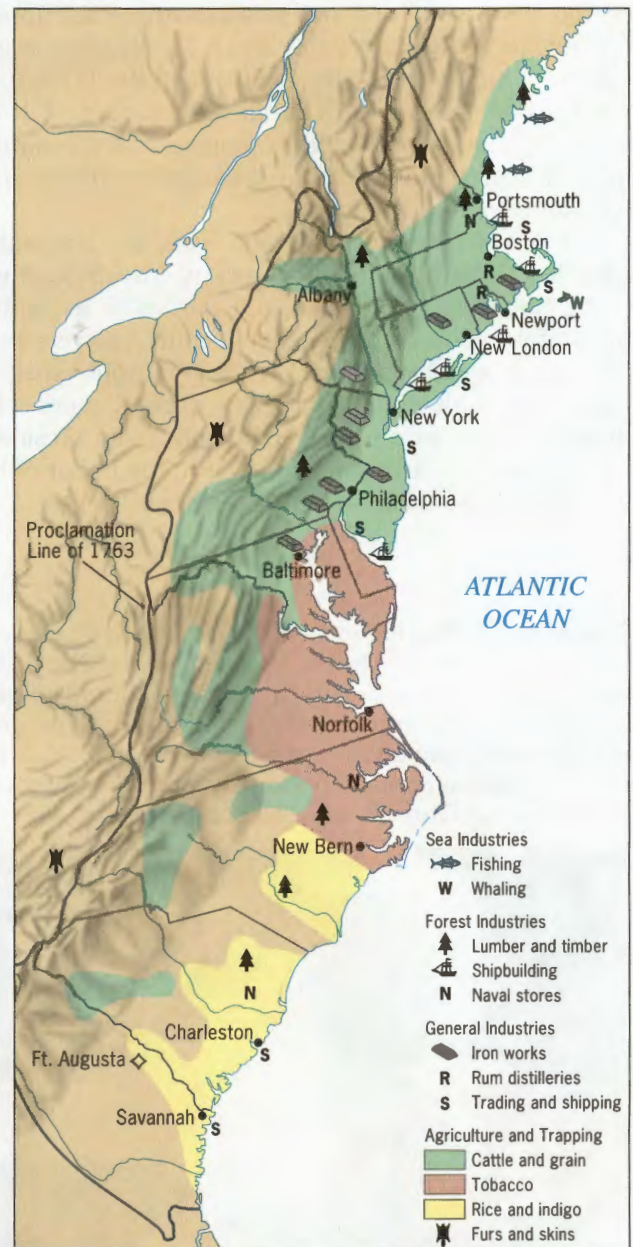 N
Portsmouth
S
Boston
R
S
R
W
Albany
Newport
New London
S
New York
S
Philadelphia
S
Proclamation
Line of 1763
Baltimore
ATLANTIC
OCEAN
Norfolk
N
New Bern
N
Charleston
S
Ft. Augusta
Savannah
S
Sea Industries
Fishing
W Whaling
Forest Industries
Lumber and timber
Shipbuilding
N Naval stores
General Industries
Iron works
R Rum distilleries
S Trading and shipping
Agriculture and Trapping
Cattle and grain
Tobacco
Rice and indigo
Furs and skins